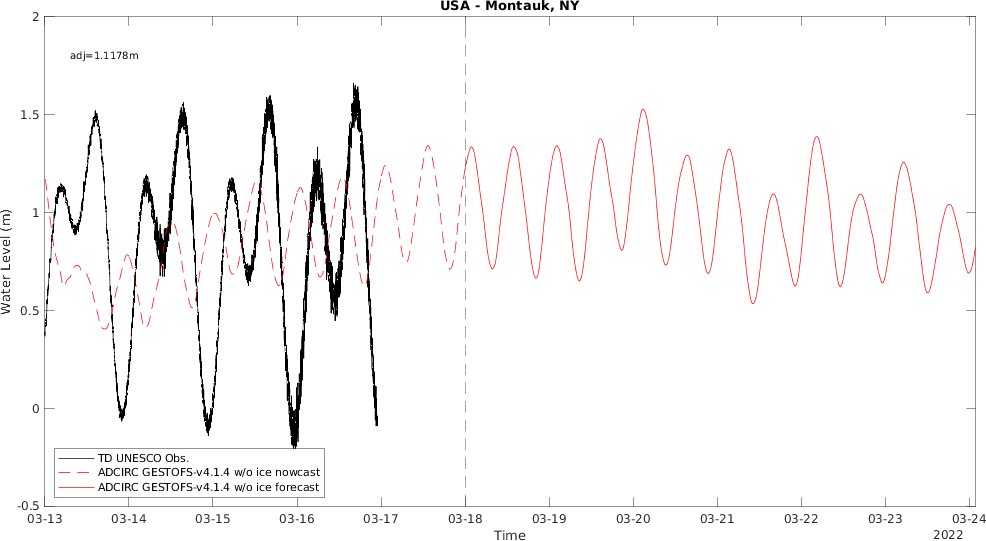 USA - Montauk, NY
2
adj=1.1178m
1.5
1
0.5
0
-0.5
Water Level (m)
TD UNESCO Obs.
ADCIRC GESTOFS-v4.1.4 w/o ice nowcast
ADCIRC GESTOFS-v4.1.4 w/o ice forecast
03-13 03-14 03-15 03-16 03-17 03-18 03-19 03-20 03-21 03-22 03-23 03-24
Time
2022